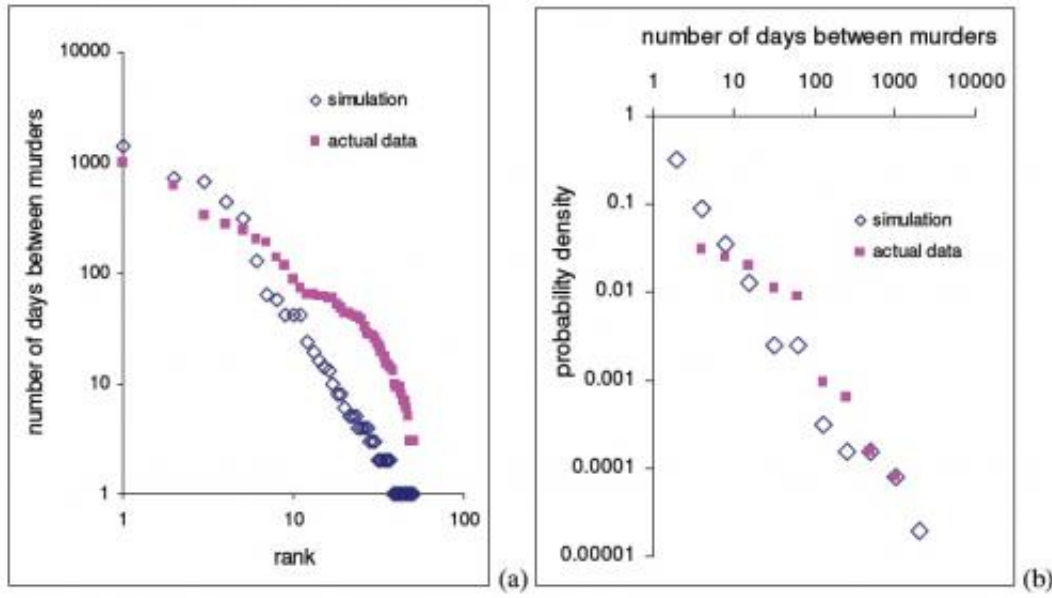 10000
1000
100
10
1
number of days between murders
simulation
actual data
1
10
100
rank
(a)
number of days between murders
1
10
100
1000
10000
1
0.1
0.01
0.001
0.0001
0.00001
probability density
simulation
actual data
(b)